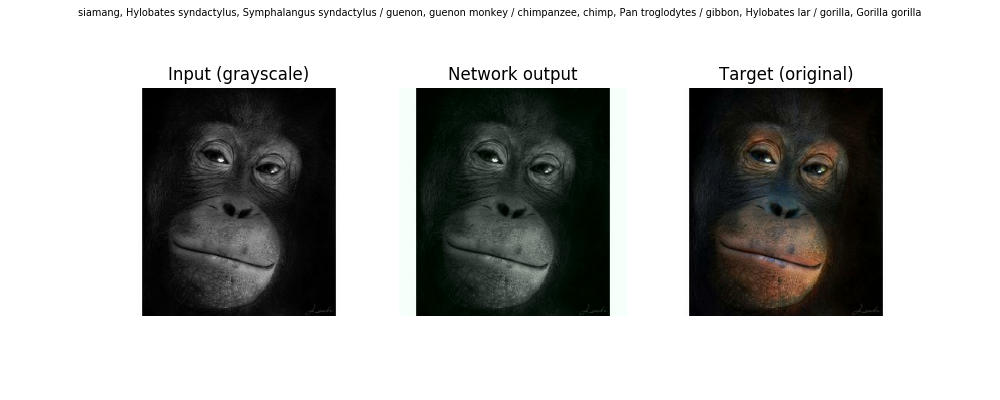 siamang, Hylobates syndactylus, Symphalangus syndactylus / guenon, guenon monkey / chimpanzee, chimp, Pan troglodytes / gibbon, Hylobates lar / gorilla, Gorilla gorilla
Input (grayscale)
Network output
Target (original)